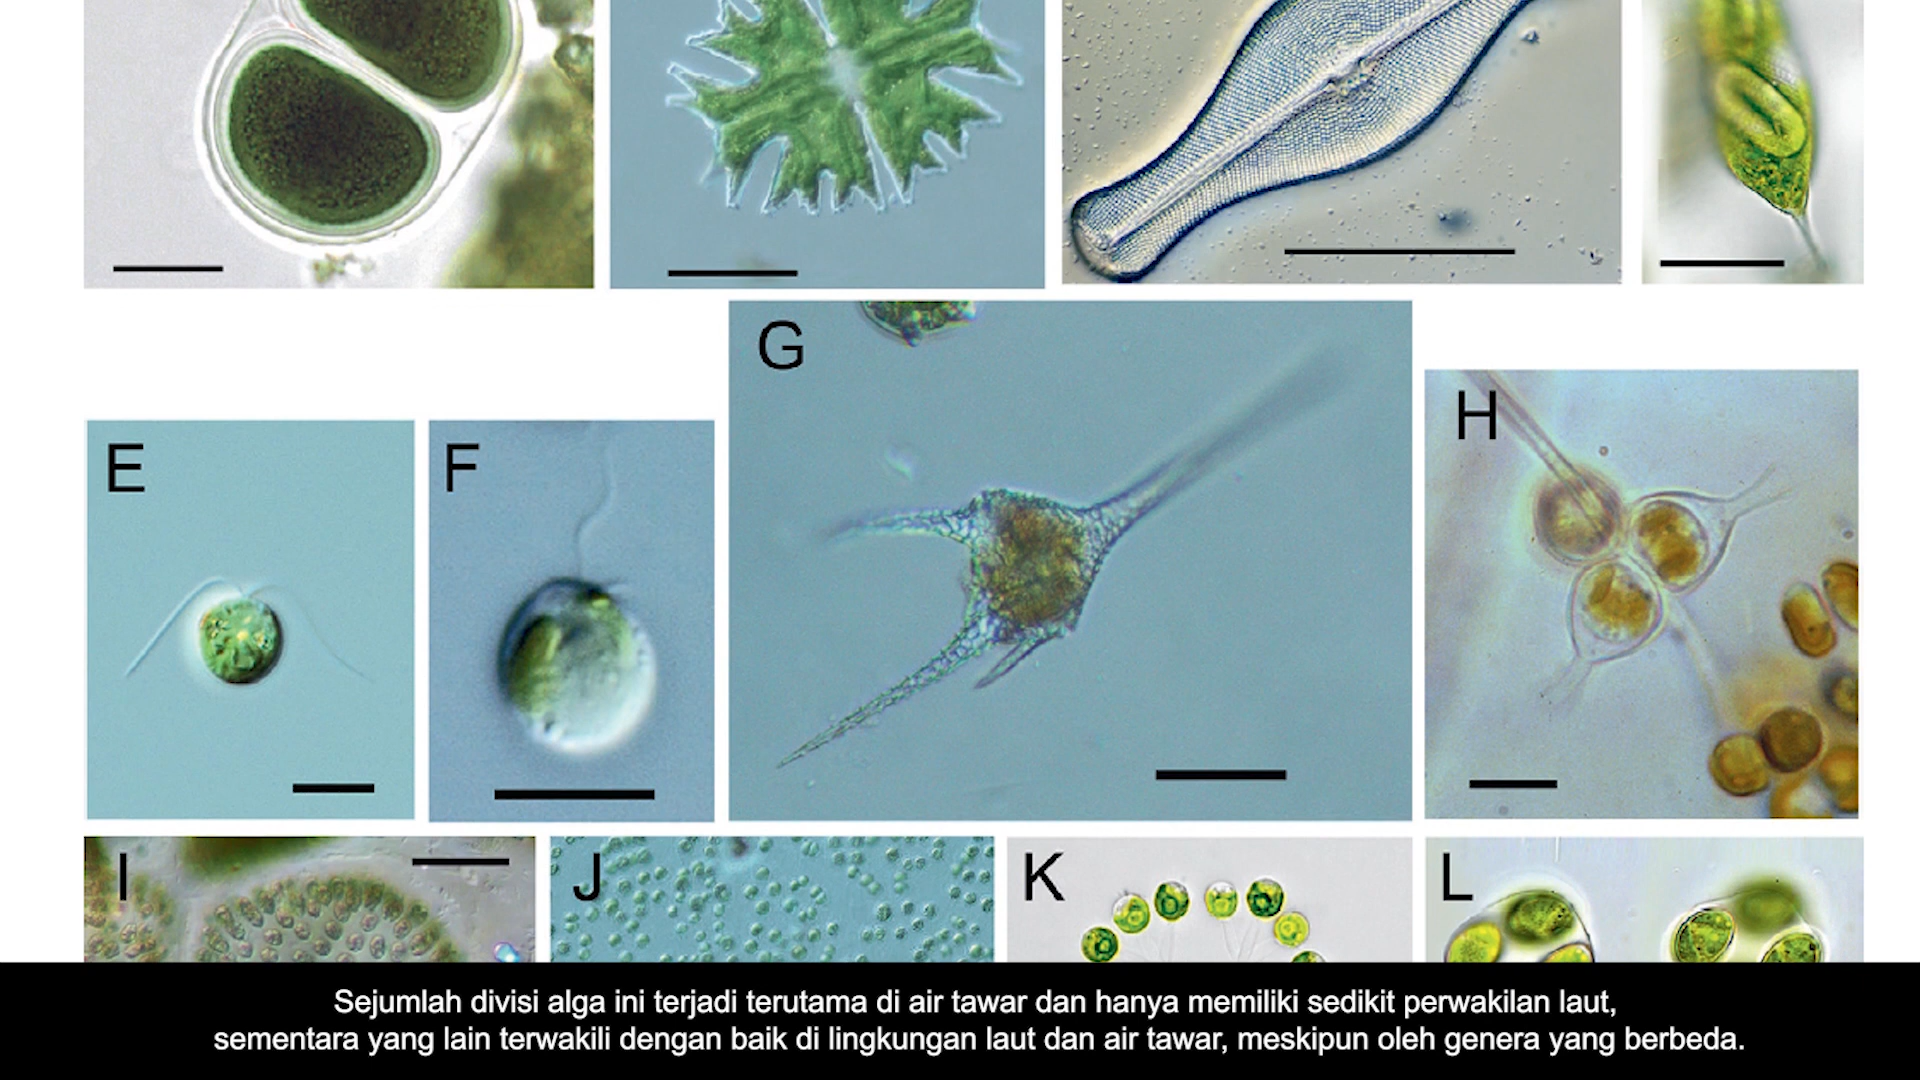 G
H
E
F
I
J
K
L
Sejumlah divisi alga ini terjadi terutama di air tawar dan hanya memiliki sedikit perwakilan laut,
sementara yang lain terwakili dengan baik di lingkungan laut dan air tawar, meskipun oleh genera yang berbeda.